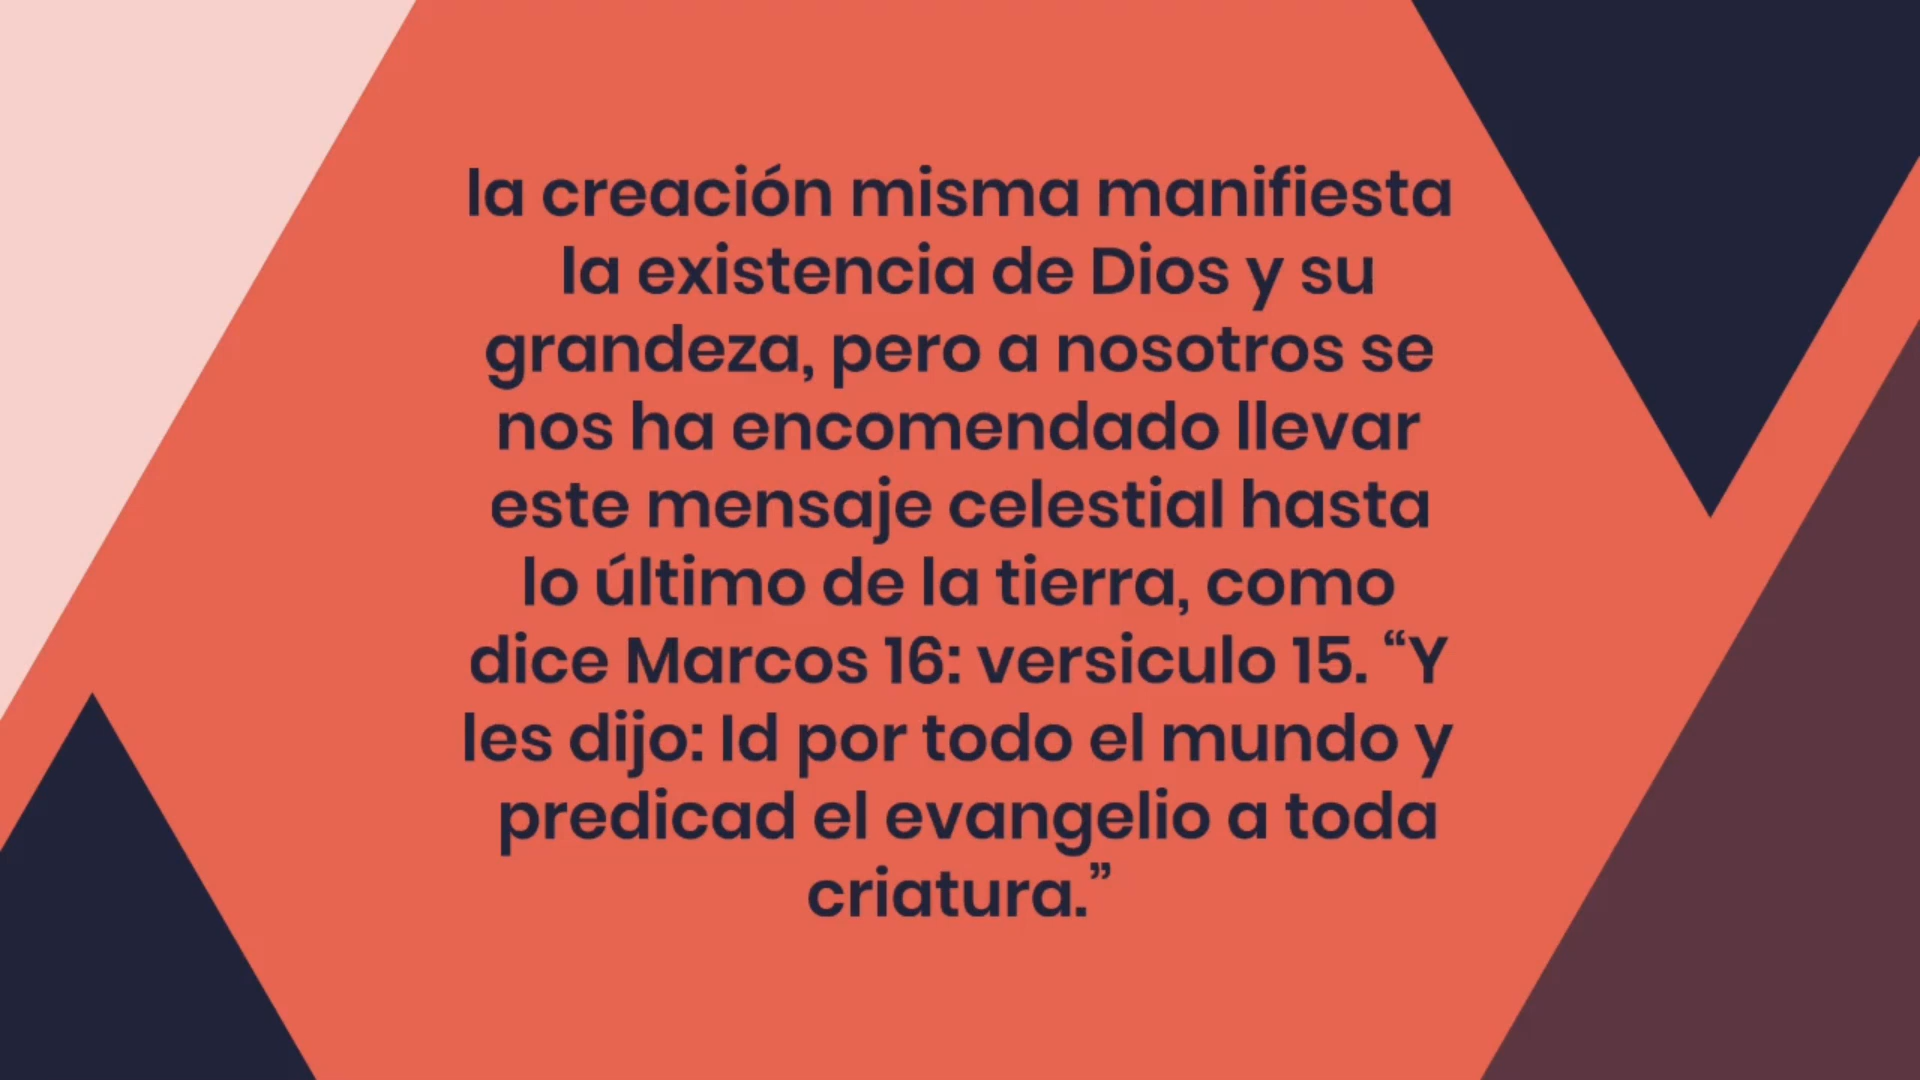 la creación misma manifiesta
la existencia de Dios y su
grandeza, pero a nosotros se
nos ha encomendado llevar
este mensaje celestial hasta
lo último de la tierra, como
dice Marcos 16: versiculo 15. “Y
les dijo: Id por todo el mundo y
predicad el evangelio a toda
criatura.”